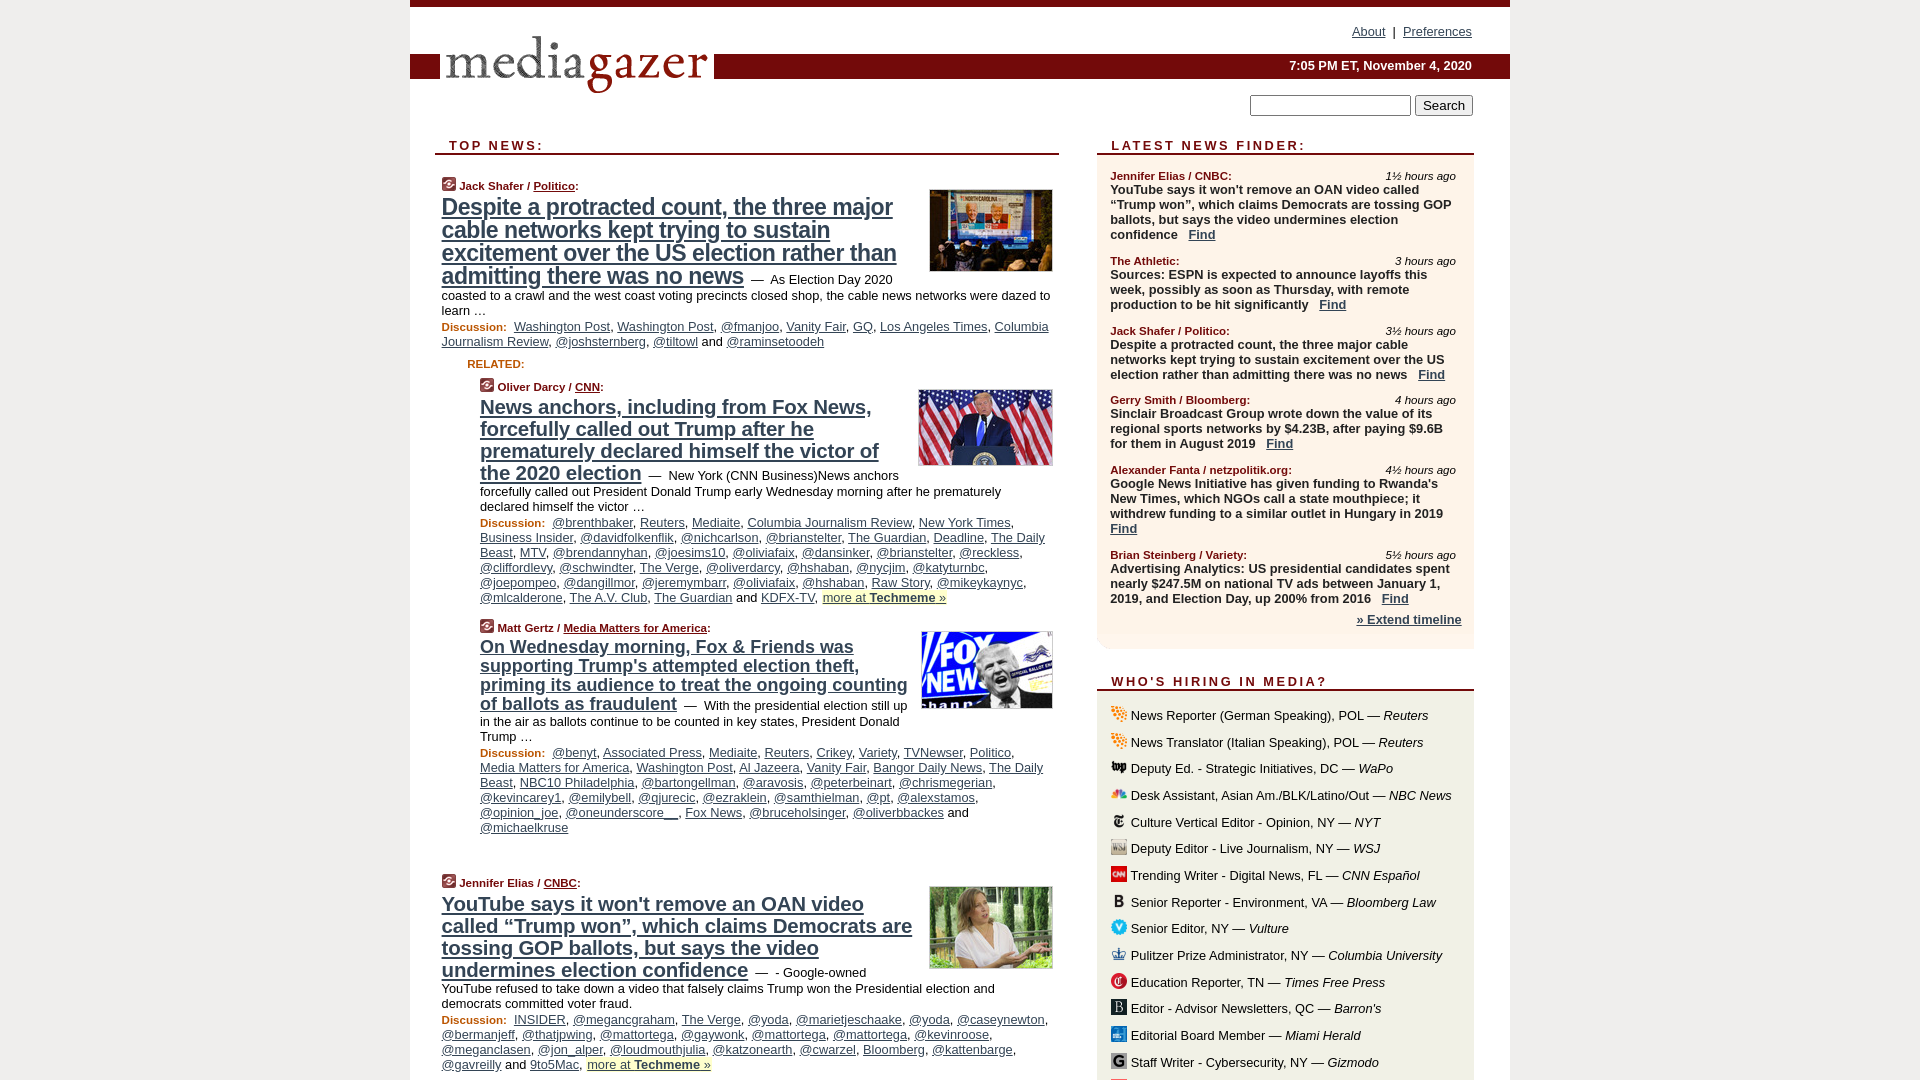 About | Preferences
mediagazer
7:05 PM ET, November 4, 2020
Search
TOP NEWS:
Jack Shafer / Politico:
Despite a protracted count, the three major
cable networks kept trying to sustain
excitement over the US election rather than
admitting there was no news — As Election Day 2020
coasted to a crawl and the west coast voting precincts closed shop, the cable news networks were dazed to
learn …
Discussion: Washington Post, Washington Post, @fmanjoo, Vanity Fair, GQ, Los Angeles Times, Columbia
Journalism Review, @joshsternberg, @tiltowl and @raminsetoodeh
RELATED:
Oliver Darcy / CNN:
News anchors, including from Fox News,
forcefully called out Trump after he
prematurely declared himself the victor of
the 2020 election — New York (CNN Business)News anchors
forcefully called out President Donald Trump early Wednesday morning after he prematurely
declared himself the victor …
Discussion: @brenthbaker, Reuters, Mediaite, Columbia Journalism Review, New York Times,
Business Insider, @davidfolkenflik, @nichcarlson, @brianstelter, The Guardian, Deadline, The Daily
Beast, MTV, @brendannyhan, @joesims10, @oliviafaix, @dansinker, @brianstelter, @reckless,
@cliffordlevy, @schwindter, The Verge, @oliverdarcy, @hshaban, @nycjim, @katyturnbc,
@joepompeo, @dangillmor, @jeremymbarr, @oliviafaix, @hshaban, Raw Story, @mikeykaynyc,
@mlcalderone, The A.V. Club, The Guardian and KDFX-TV, more at Techmeme »
Matt Gertz / Media Matters for America:
On Wednesday morning, Fox & Friends was
supporting Trump's attempted election theft,
priming its audience to treat the ongoing counting
of ballots as fraudulent — With the presidential election still up
in the air as ballots continue to be counted in key states, President Donald
Trump …
Discussion: @benyt, Associated Press, Mediaite, Reuters, Crikey, Variety, TVNewser, Politico,
Media Matters for America, Washington Post, Al Jazeera, Vanity Fair, Bangor Daily News, The Daily
Beast, NBC10 Philadelphia, @bartongellman, @aravosis, @peterbeinart, @chrismegerian,
@kevincarey1, @emilybell, @qjurecic, @ezraklein, @samthielman, @pt, @alexstamos,
@opinion_joe, @oneunderscore__, Fox News, @bruceholsinger, @oliverbbackes and
@michaelkruse
Jennifer Elias / CNBC:
YouTube says it won't remove an OAN video
called “Trump won”, which claims Democrats are
tossing GOP ballots, but says the video
undermines election confidence — - Google-owned
YouTube refused to take down a video that falsely claims Trump won the Presidential election and
democrats committed voter fraud.
Discussion: INSIDER, @megancgraham, The Verge, @yoda, @marietjeschaake, @yoda, @caseynewton,
@bermanjeff, @thatjpwing, @mattortega, @gaywonk, @mattortega, @mattortega, @kevinroose,
@meganclasen, @jon_alper, @loudmouthjulia, @katzonearth, @cwarzel, Bloomberg, @kattenbarge,
@gavreilly and 9to5Mac, more at Techmeme »
LATEST NEWS FINDER:
Jennifer Elias / CNBC: 1½ hours ago
YouTube says it won't remove an OAN video called
“Trump won”, which claims Democrats are tossing GOP
ballots, but says the video undermines election
confidence Find
The Athletic: 3 hours ago
Sources: ESPN is expected to announce layoffs this
week, possibly as soon as Thursday, with remote
production to be hit significantly Find
Jack Shafer / Politico: 3½ hours ago
Despite a protracted count, the three major cable
networks kept trying to sustain excitement over the US
election rather than admitting there was no news Find
Gerry Smith / Bloomberg: 4 hours ago
Sinclair Broadcast Group wrote down the value of its
regional sports networks by $4.23B, after paying $9.6B
for them in August 2019 Find
Alexander Fanta / netzpolitik.org: 4½ hours ago
Google News Initiative has given funding to Rwanda's
New Times, which NGOs call a state mouthpiece; it
withdrew funding to a similar outlet in Hungary in 2019
Find
Brian Steinberg / Variety: 5½ hours ago
Advertising Analytics: US presidential candidates spent
nearly $247.5M on national TV ads between January 1,
2019, and Election Day, up 200% from 2016 Find
» Extend timeline
WHO'S HIRING IN MEDIA?
News Reporter (German Speaking), POL — Reuters
News Translator (Italian Speaking), POL — Reuters
Deputy Ed. - Strategic Initiatives, DC — WaPo
Desk Assistant, Asian Am./BLK/Latino/Out — NBC News
Culture Vertical Editor - Opinion, NY — NYT
Deputy Editor - Live Journalism, NY — WSJ
Trending Writer - Digital News, FL — CNN Español
Senior Reporter - Environment, VA — Bloomberg Law
Senior Editor, NY — Vulture
Pulitzer Prize Administrator, NY — Columbia University
Education Reporter, TN — Times Free Press
Editor - Advisor Newsletters, QC — Barron's
Editorial Board Member — Miami Herald
Staff Writer - Cybersecurity, NY — Gizmodo